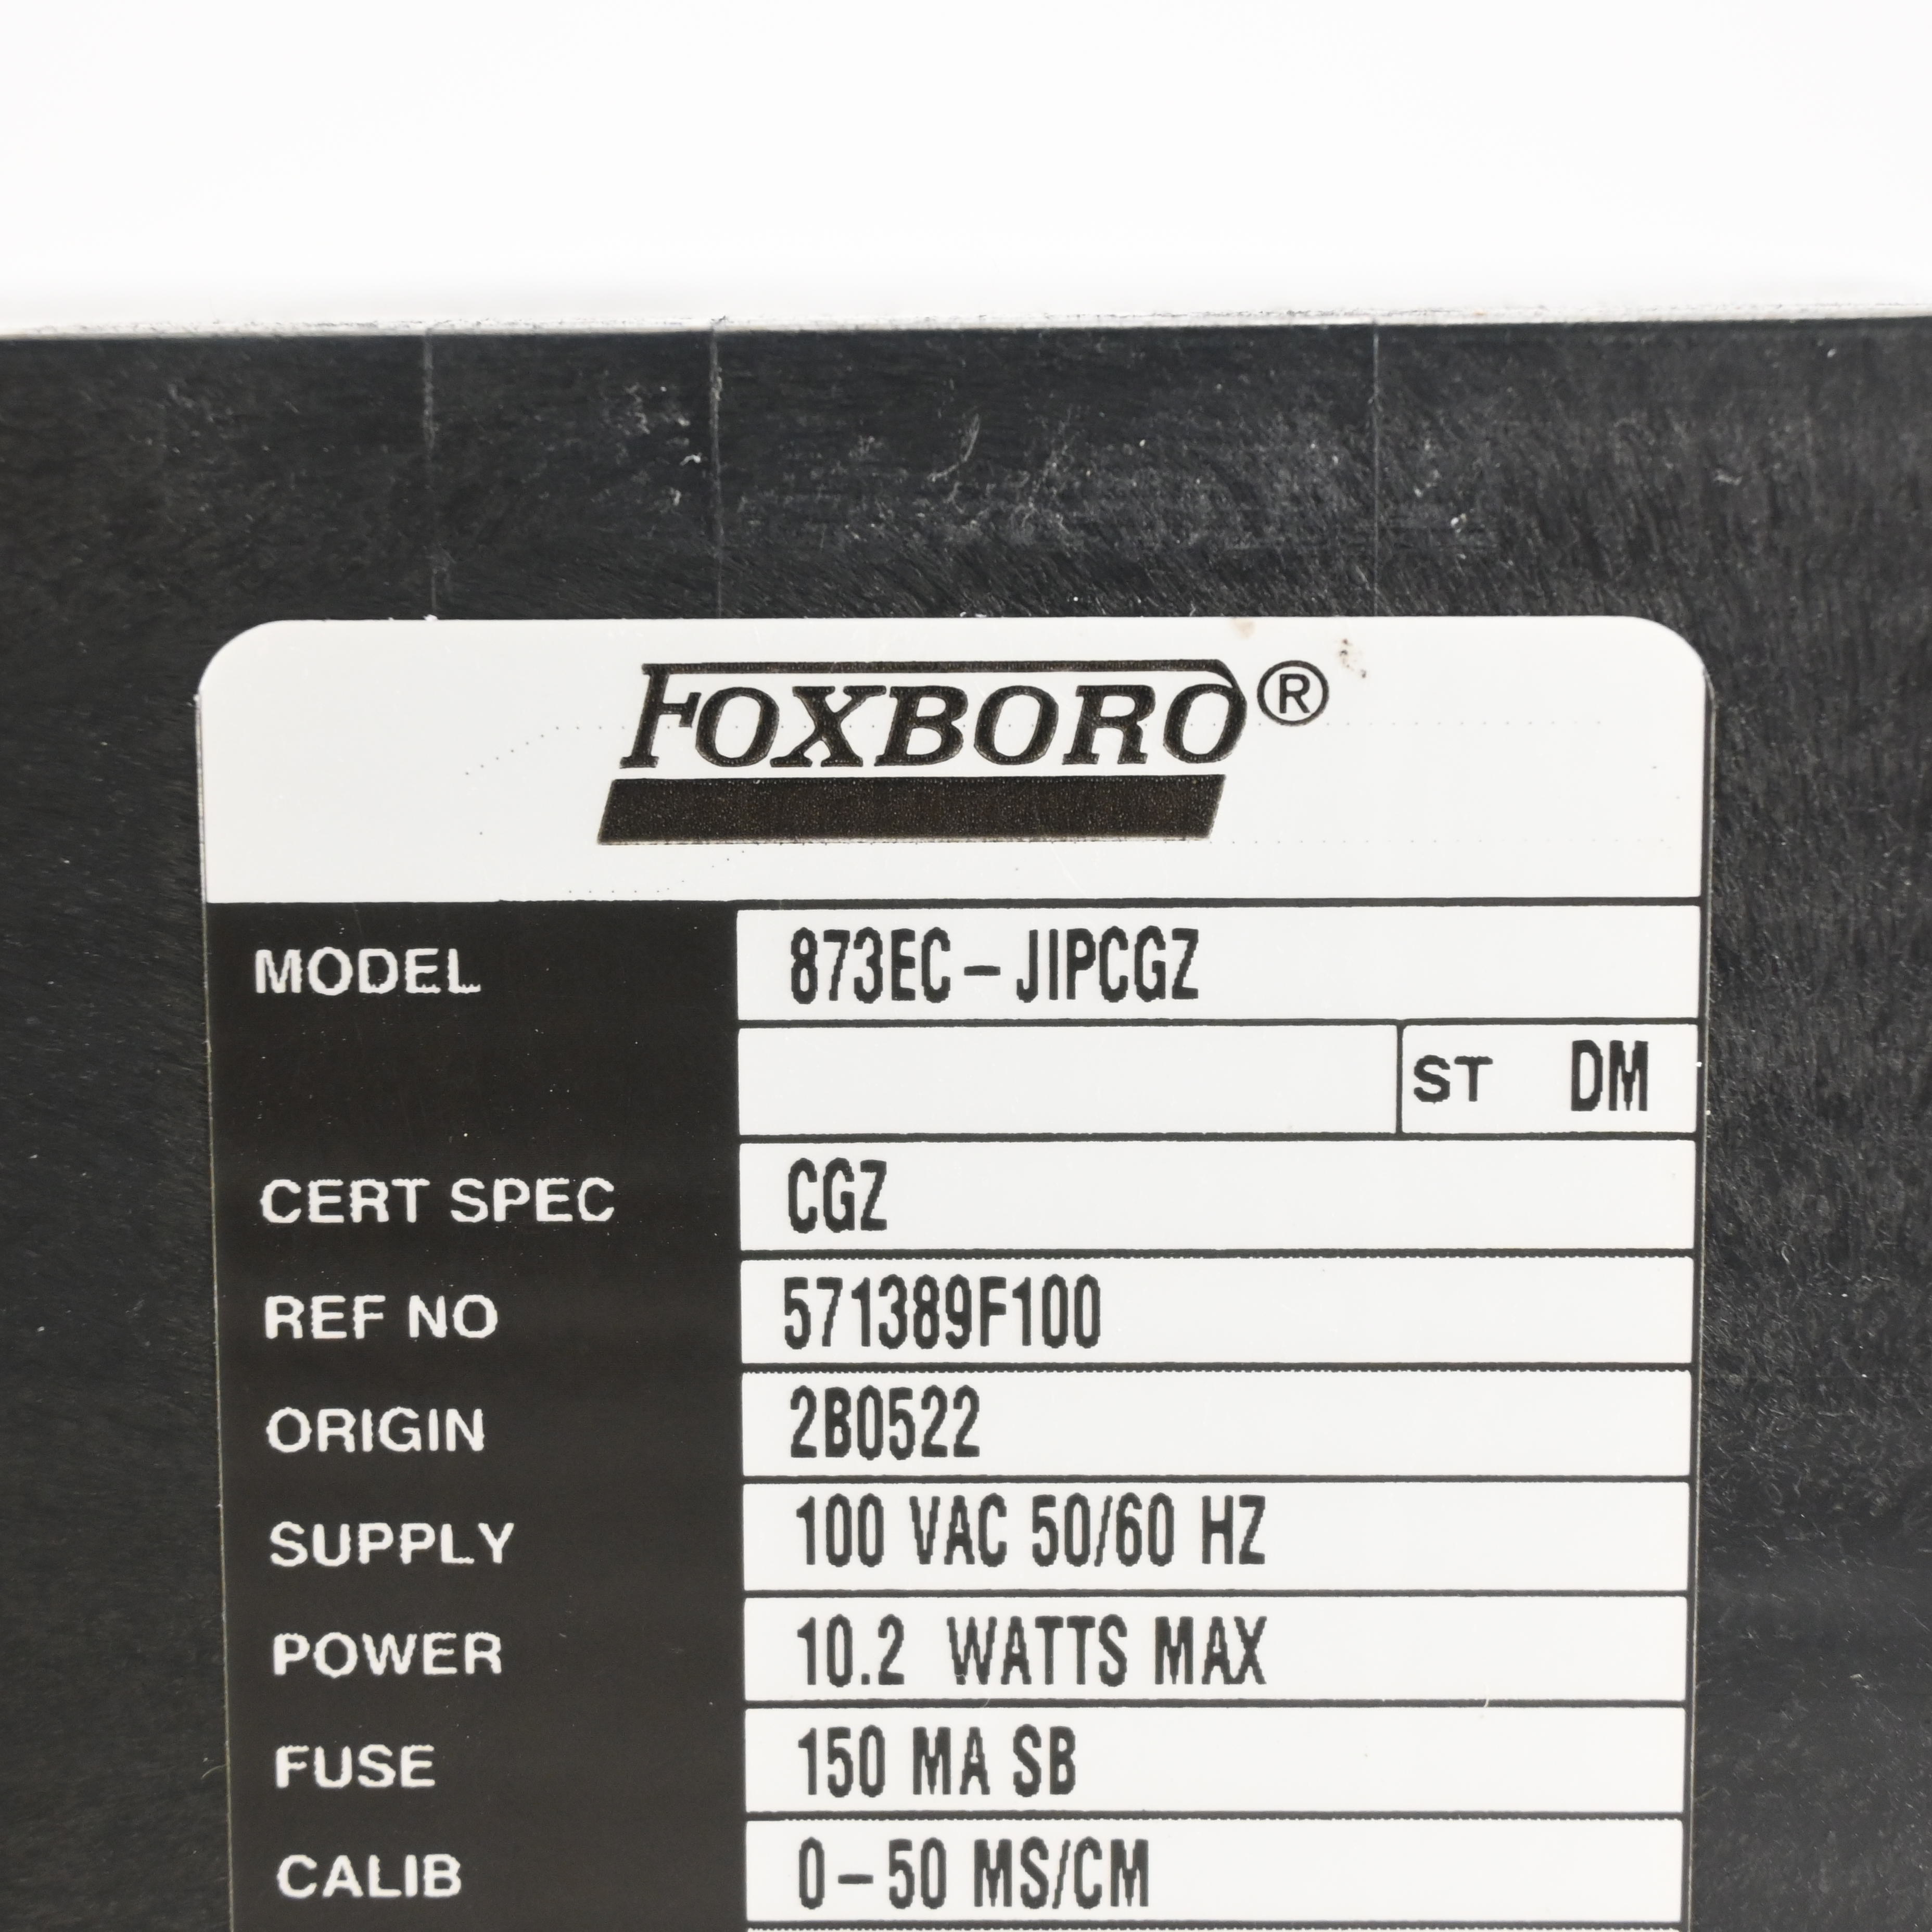 FOXBORO®
MODEL 873EC-JIPCGZ
ST DM
CERT SPEC CGZ
REF NO 571389F100
ORIGIN 2B0522
SUPPLY 100 VAC 50/60 HZ
POWER 10.2 WATTS MAX
FUSE 150 MA SB
CALIB 0-50 MS/CM